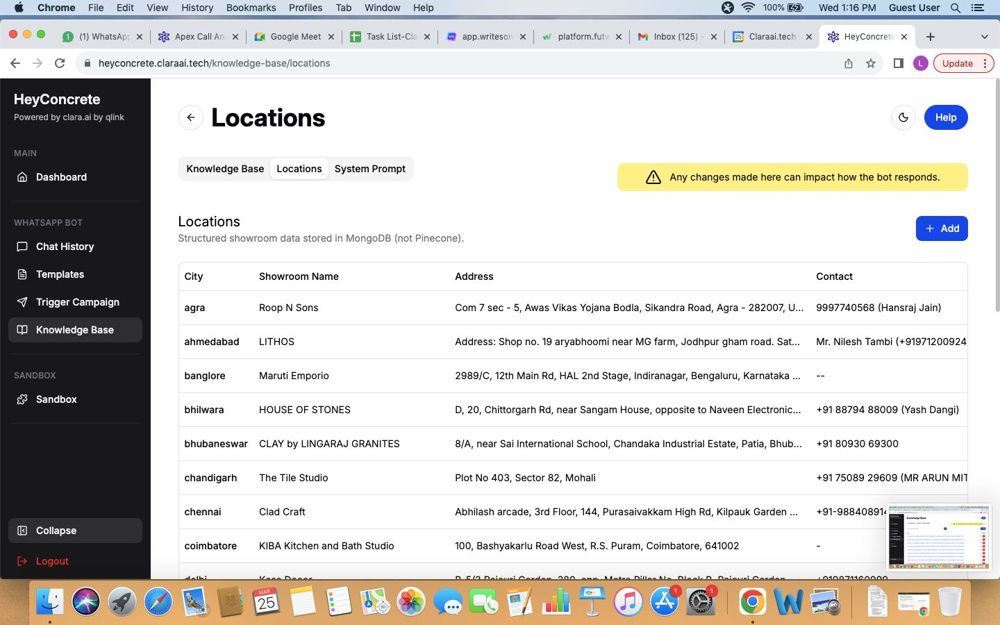 Chrome File Edit View History Bookmarks Profiles Tab Window Help 100% Wed 1:16 PM Guest User
(1) WhatsApp Apex Call An Google Meet Task List-Cla app.writeson platform.futw Inbox (125) - Claraai.tech - HeyConcrete
heyconcrete.claraai.tech/knowledge-base/locations L Update
HeyConcrete
Powered by clara.ai by qlink
MAIN
Dashboard
WHATSAPP BOT
Chat History
Templates
Trigger Campaign
Knowledge Base
SANDBOX
Sandbox
Collapse
Logout
Locations
Help
Knowledge Base Locations System Prompt
Any changes made here can impact how the bot responds.
Locations
Structured showroom data stored in MongoDB (not Pinecone).
+ Add
City Showroom Name Address Contact
agra Roop N Sons Com 7 sec - 5, Awas Vikas Yojana Bodla, Sikandra Road, Agra - 282007, U... 9997740568 (Hansraj Jain)
ahmedabad LITHOS Address: Shop no. 19 aryabhoomi near MG farm, Jodhpur gham road. Sat... Mr. Nilesh Tambi (+9197120092​4
banglore Maruti Emporio 2989/C, 12th Main Rd, HAL 2nd Stage, Indiranagar, Bengaluru, Karnataka ... --
bhilwara HOUSE OF STONES D, 20, Chittorgarh Rd, near Sangam House, opposite to Naveen Electronic... +91 88794 88009 (Yash Dangi)
bhubaneswar CLAY by LINGARAJ GRANITES 8/A, near Sai International School, Chandaka Industrial Estate, Patia, Bhub... +91 80930 69300
chandigarh The Tile Studio Plot No 403, Sector 82, Mohali +91 75089 29609 (MR ARUN MIT
chennai Clad Craft Abhilash arcade, 3rd Floor, 144, Purasaivakkam High Rd, Kilpauk Garden ... +91-98840891
coimbatore KIBA Kitchen and Bath Studio 100, Bashyakarlu Road West, R.S. Puram, Coimbatore, 641002 -
Knowledge Base
MAR
25
1
1